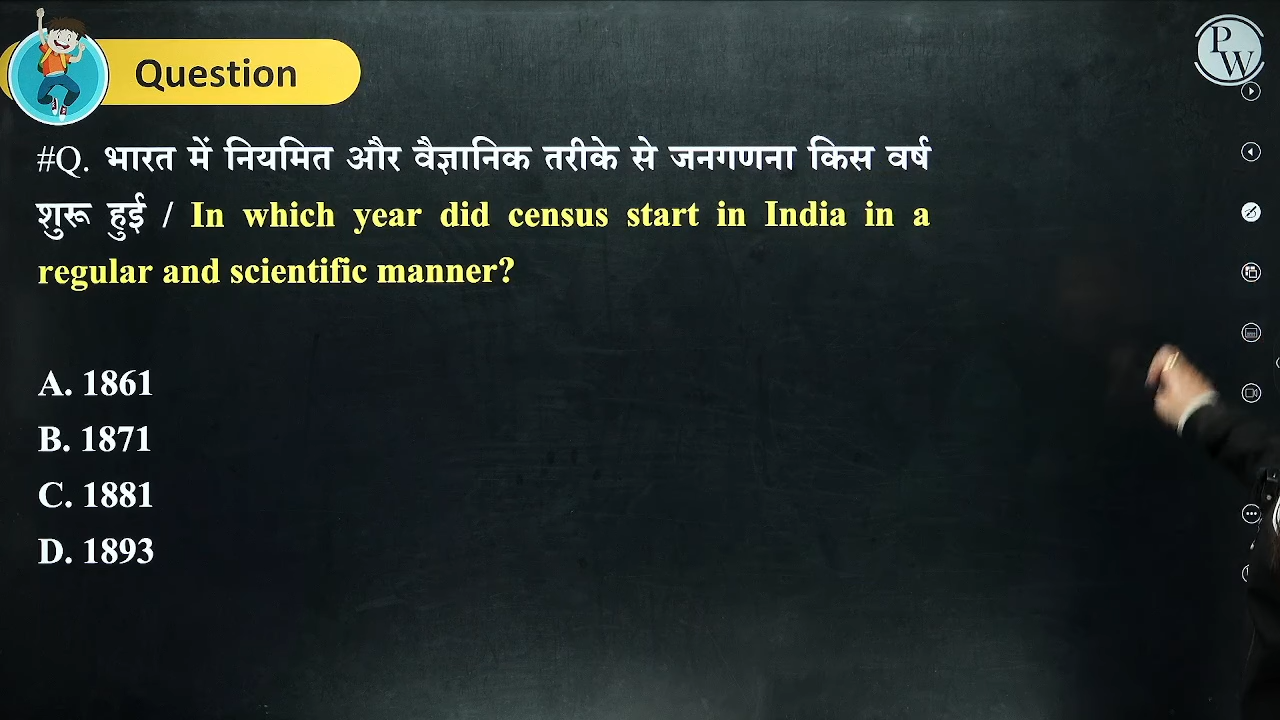 Question
PW
#Q. भारत में नियमित और वैज्ञानिक तरीके से जनगणना किस वर्ष
शुरू हुई / In which year did census start in India in a
regular and scientific manner?
A. 1861
B. 1871
C. 1881
D. 1893